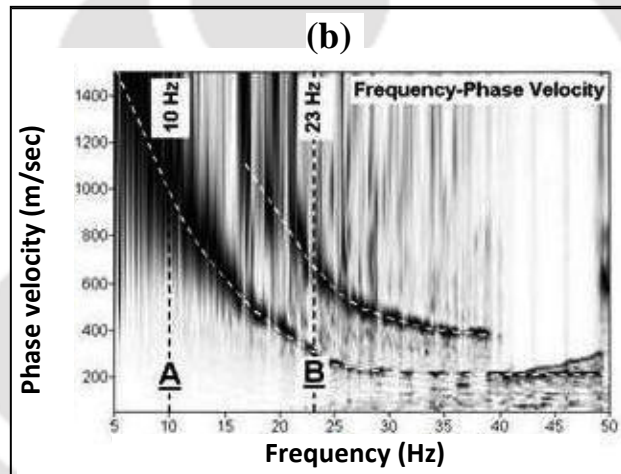 (b)
Frequency-Phase Velocity
10 Hz
23 Hz
1400
1200
1000
800
600
400
200
Phase velocity (m/sec)
A
B
5
10
15
20
25
30
35
40
45
50
Frequency (Hz)